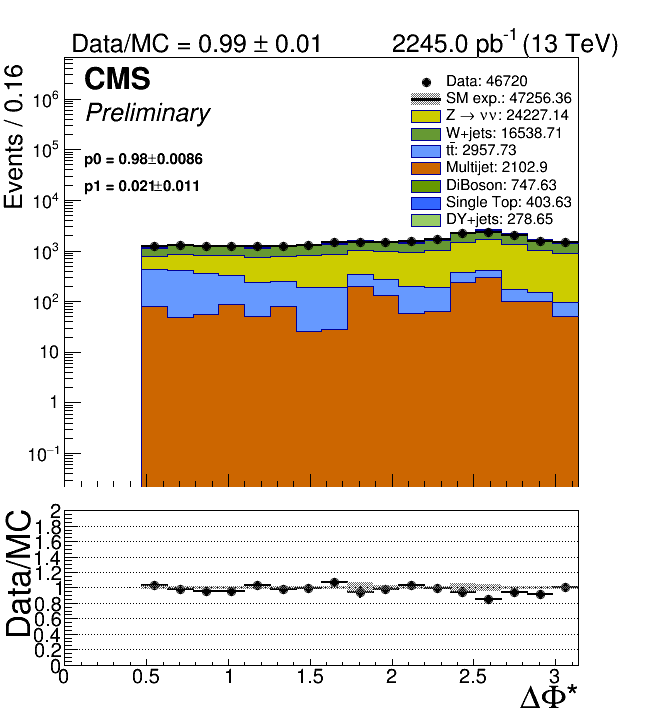 Data/MC = 0.99 ± 0.01 2245.0 pb⁻¹ (13 TeV)
CMS
Preliminary
p0 = 0.98±0.0086
p1 = 0.021±0.011
Data: 46720
SM exp.: 47256.36
Z → νν: 24227.14
W+jets: 16538.71
tt̄: 2957.73
Multijet: 2102.9
DiBoson: 747.63
Single Top: 403.63
DY+jets: 278.65
Events / 0.16
10⁶
10⁵
10⁴
10³
10²
10
1
10⁻¹
Data/MC
2
1.8
1.6
1.4
1.2
1
0.8
0.6
0.4
0.2
0
0 0.5 1 1.5 2 2.5 3
ΔΦ*